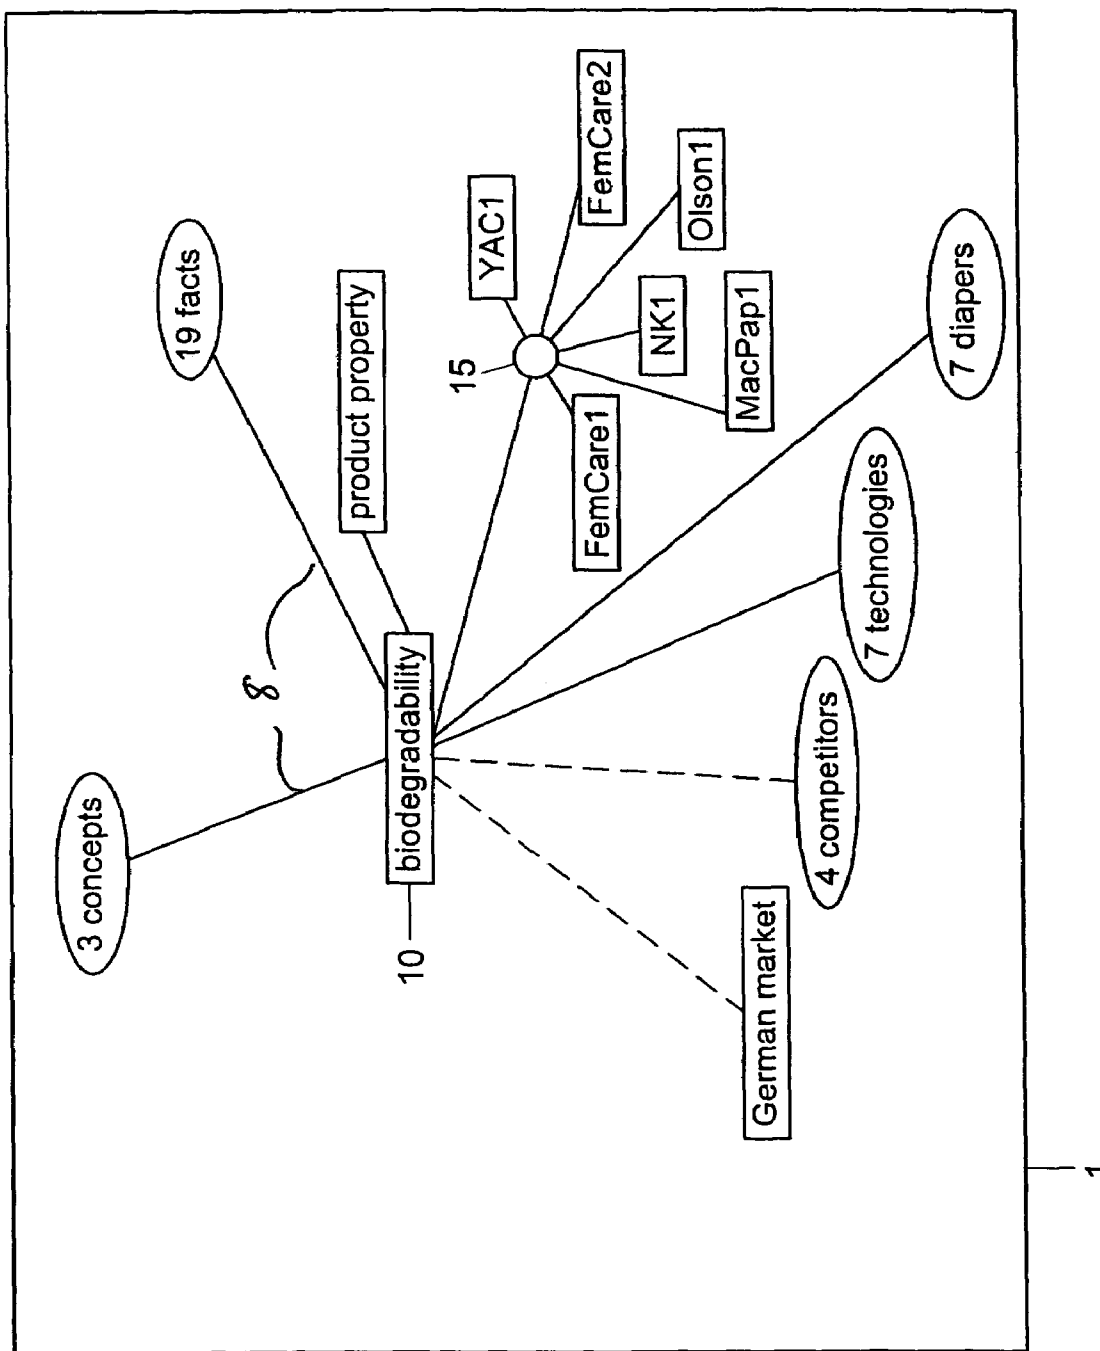 3 concepts
19 facts
8
product property
10
biodegradability
15
YAC1
FemCare1
FemCare2
NK1
Olson1
MacPap1
German market
4 competitors
7 technologies
7 diapers
1